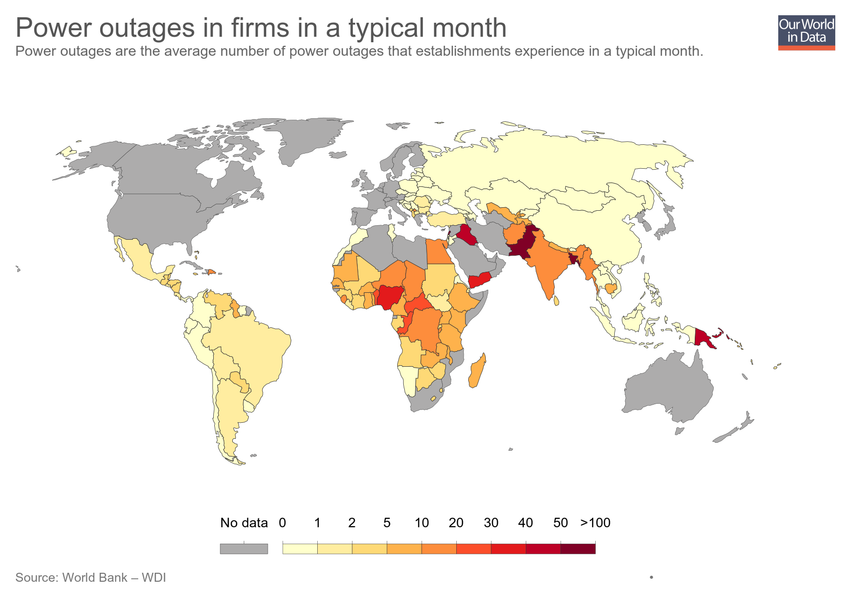 Power outages in firms in a typical month
Power outages are the average number of power outages that establishments experience in a typical month.
Our World
in Data
No data 0 1 2 5 10 20 30 40 50 >100
Source: World Bank – WDI